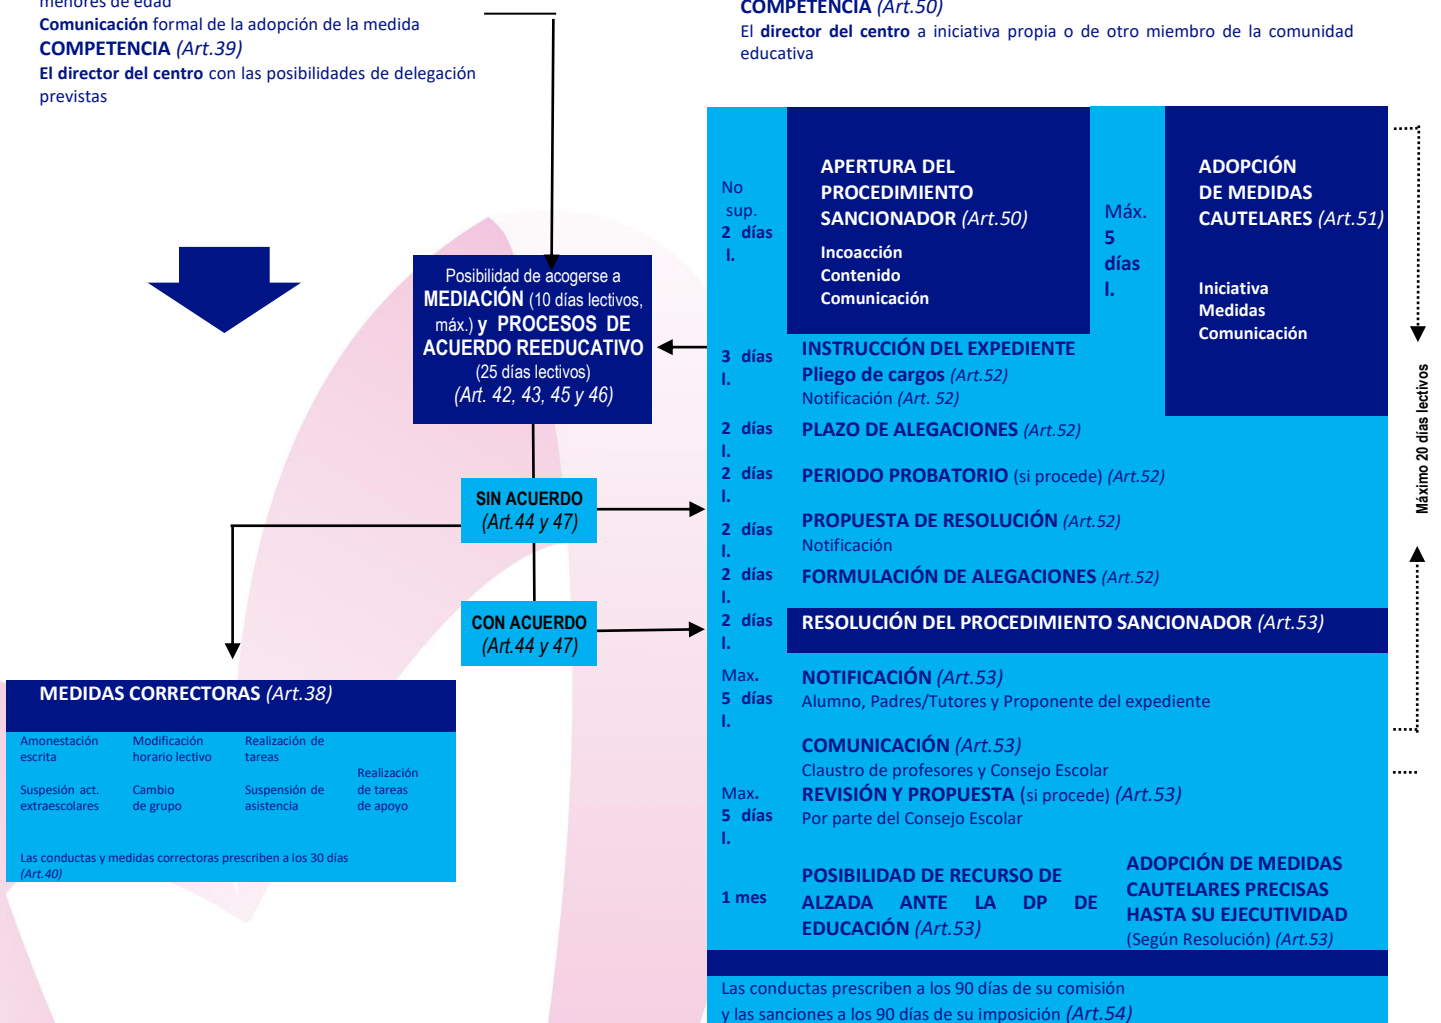 menores de edad
Comunicación formal de la adopción de la medida
COMPETENCIA (Art.39)
El director del centro con las posibilidades de delegación
previstas
COMPETENCIA (Art.50)
El director del centro a iniciativa propia o de otro miembro de la comunidad
educativa
Posibilidad de acogerse a
MEDIACIÓN (10 días lectivos,
máx.) y PROCESOS DE
ACUERDO REEDUCATIVO
(25 días lectivos)
(Art. 42, 43, 45 y 46)
SIN ACUERDO
(Art.44 y 47)
CON ACUERDO
(Art.44 y 47)
MEDIDAS CORRECTORAS (Art.38)
Amonestación
escrita
Modificación
horario lectivo
Realización de
tareas
Suspesión act.
extraescolares
Cambio
de grupo
Suspensión de
asistencia
Realización
de tareas
de apoyo
Las conductas y medidas correctoras prescriben a los 30 días
(Art.40)
No
sup.
2 días
l.
APERTURA DEL
PROCEDIMIENTO
SANCIONADOR (Art.50)
Incoacción
Contenido
Comunicación
Máx.
5
días
l.
ADOPCIÓN
DE MEDIDAS
CAUTELARES (Art.51)
Iniciativa
Medidas
Comunicación
3 días
l.
INSTRUCCIÓN DEL EXPEDIENTE
Pliego de cargos (Art.52)
Notificación (Art. 52)
2 días
l.
PLAZO DE ALEGACIONES (Art.52)
2 días
l.
PERIODO PROBATORIO (si procede) (Art.52)
2 días
l.
PROPUESTA DE RESOLUCIÓN (Art.52)
Notificación
2 días
l.
FORMULACIÓN DE ALEGACIONES (Art.52)
2 días
l.
RESOLUCIÓN DEL PROCEDIMIENTO SANCIONADOR (Art.53)
Max.
5 días
l.
NOTIFICACIÓN (Art.53)
Alumno, Padres/Tutores y Proponente del expediente
COMUNICACIÓN (Art.53)
Claustro de profesores y Consejo Escolar
Max.
5 días
l.
REVISIÓN Y PROPUESTA (si procede) (Art.53)
Por parte del Consejo Escolar
1 mes
POSIBILIDAD DE RECURSO DE
ALZADA ANTE LA DP DE
EDUCACIÓN (Art.53)
ADOPCIÓN DE MEDIDAS
CAUTELARES PRECISAS
HASTA SU EJECUTIVIDAD
(Según Resolución) (Art.53)
Las conductas prescriben a los 90 días de su comisión
y las sanciones a los 90 días de su imposición (Art.54)
Máximo 20 días lectivos